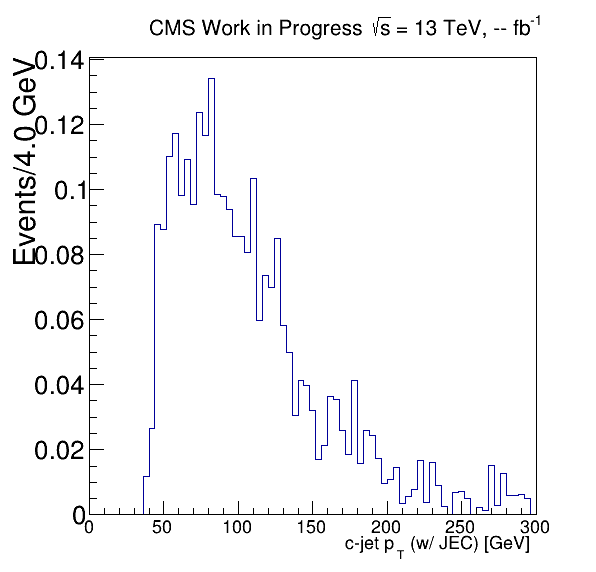 CMS Work in Progress √s = 13 TeV, -- fb-1
Events/4.0 GeV
0.14
0.12
0.1
0.08
0.06
0.04
0.02
0
0 50 100 150 200 250 300
c-jet pT (w/ JEC) [GeV]